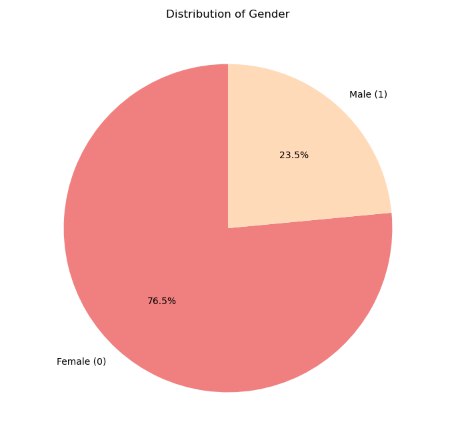 Distribution of Gender
Male (1)
23.5%
76.5%
Female (0)